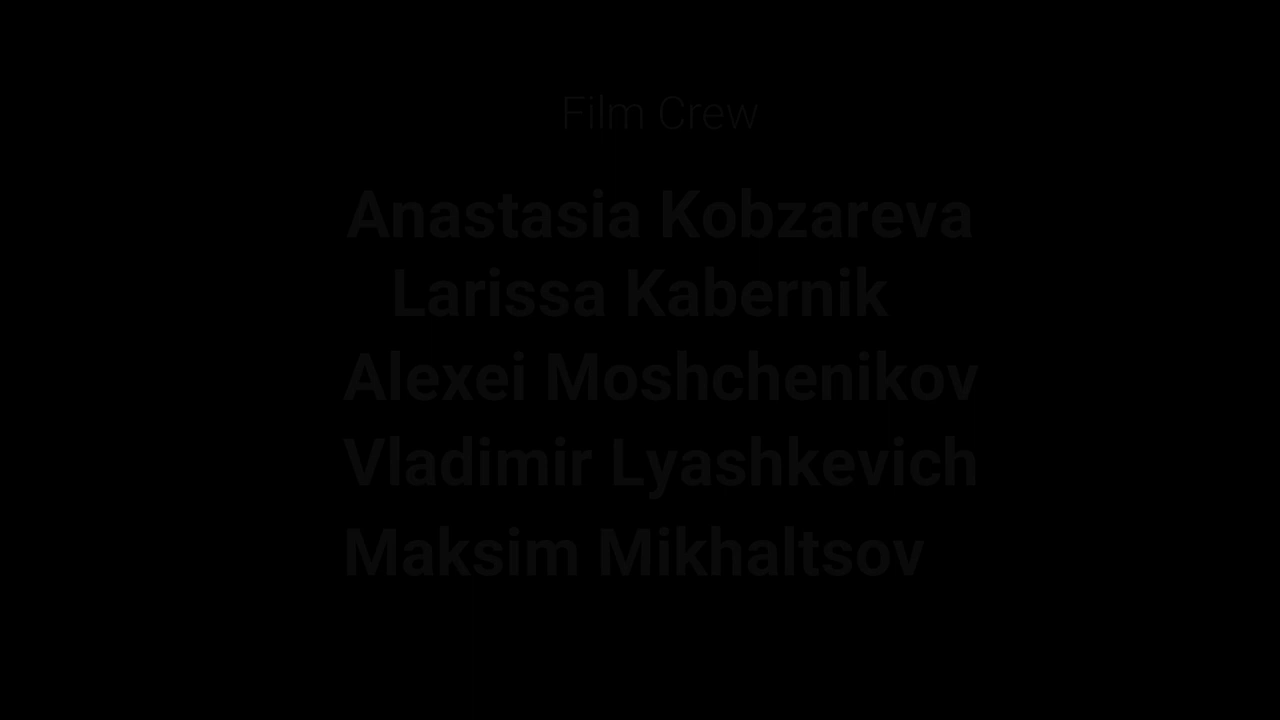 Film Crew
Anastasia Kobzareva
Larissa Kabernik
Alexei Moshchenikov
Vladimir Lyashkevich
Maksim Mikhaltsov